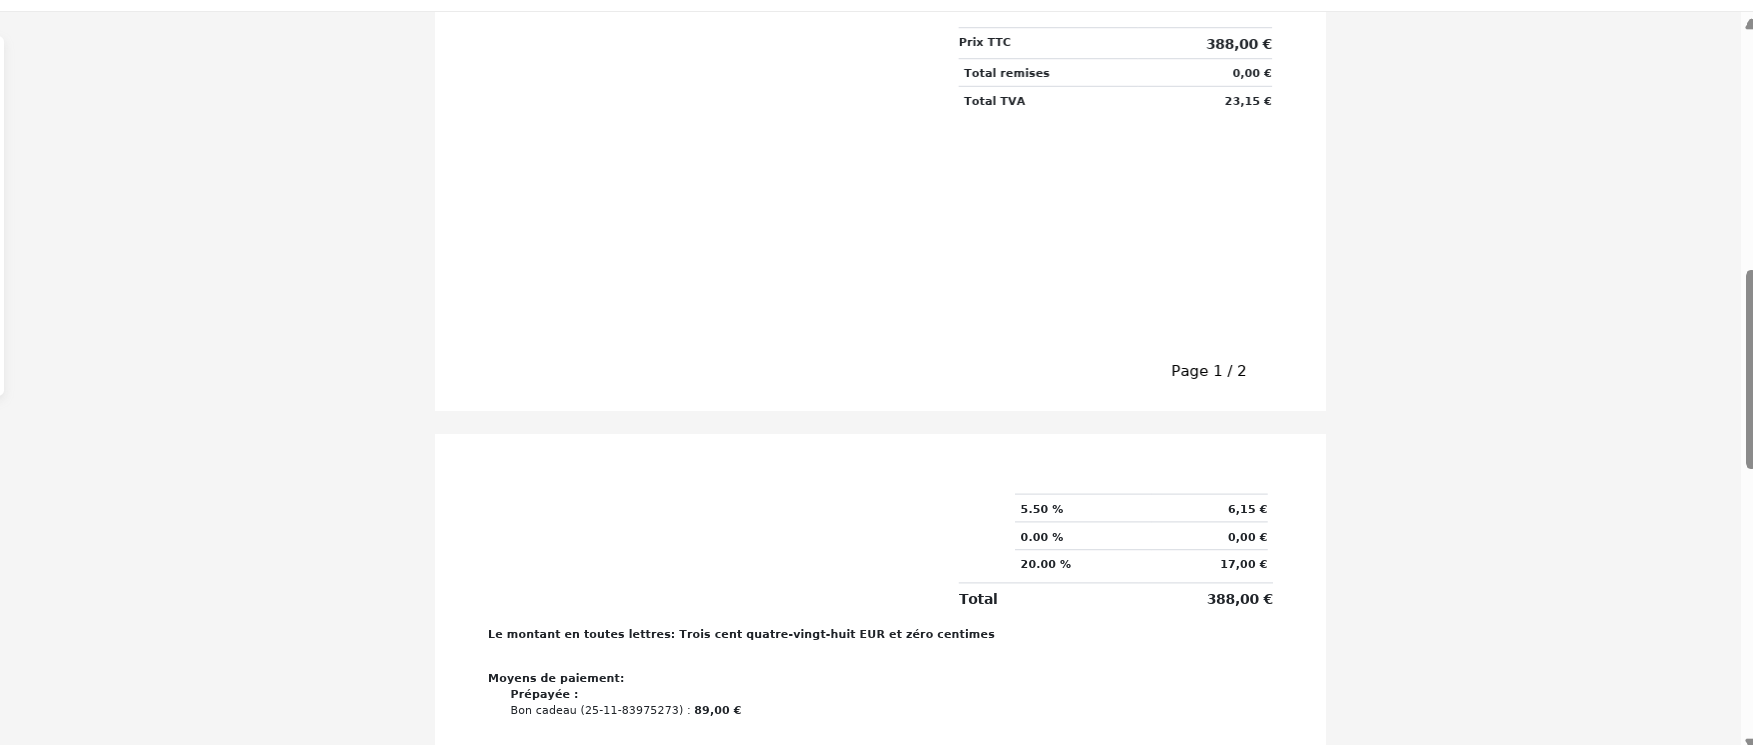 Prix TTC 388,00 €
Total remises 0,00 €
Total TVA 23,15 €
Page 1 / 2
5.50 % 6,15 €
0.00 % 0,00 €
20.00 % 17,00 €
Total 388,00 €
Le montant en toutes lettres: Trois cent quatre-vingt-huit EUR et zéro centimes
Moyens de paiement:
Prépayée :
Bon cadeau (25-11-83975273) : 89,00 €